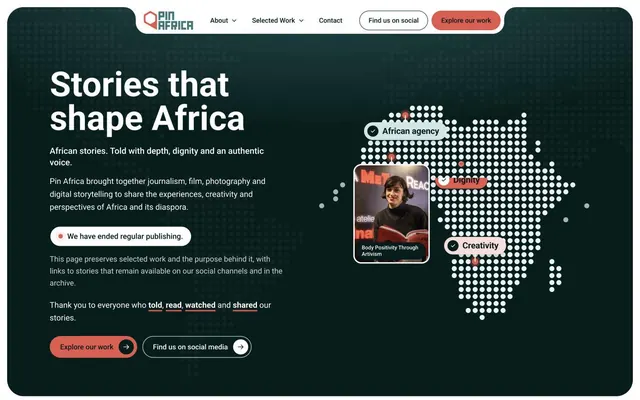 PIN AFRICA
About
Selected Work
Contact
Find us on social
Explore our work
Stories that
shape Africa
African stories. Told with depth, dignity and an authentic
voice.
Pin Africa brought together journalism, film, photography and
digital storytelling to share the experiences, creativity and
perspectives of Africa and its diaspora.
We have ended regular publishing.
This page preserves selected work and the purpose behind it, with
links to stories that remain available on our social channels and in the
archive.
Thank you to everyone who told, read, watched and shared our
stories.
Explore our work
Find us on social media
African agency
Dignity
Creativity
Body Positivity Through
Artivism